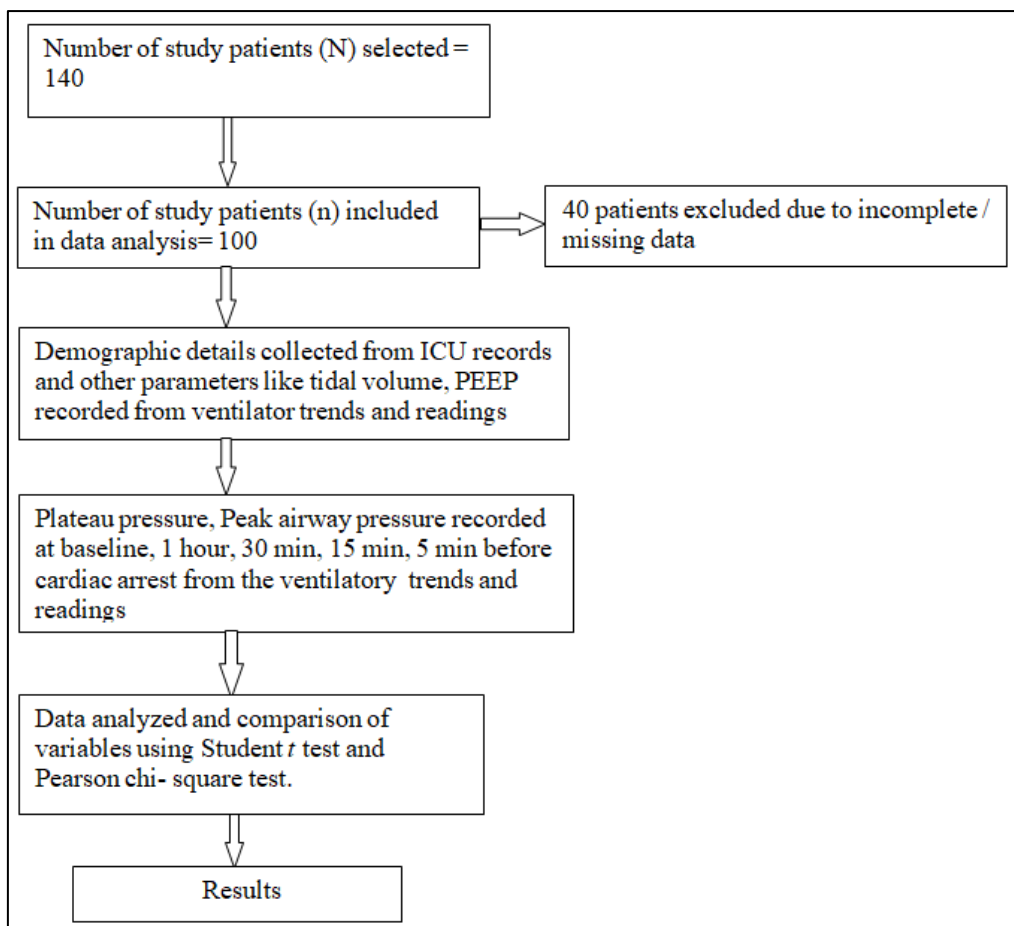 Number of study patients (N) selected =
140
Number of study patients (n) included
in data analysis= 100
40 patients excluded due to incomplete /
missing data
Demographic details collected from ICU records
and other parameters like tidal volume, PEEP
recorded from ventilator trends and readings
Plateau pressure, Peak airway pressure recorded
at baseline, 1 hour, 30 min, 15 min, 5 min before
cardiac arrest from the ventilatory trends and
readings
Data analyzed and comparison of
variables using Student t test and
Pearson chi- square test.
Results